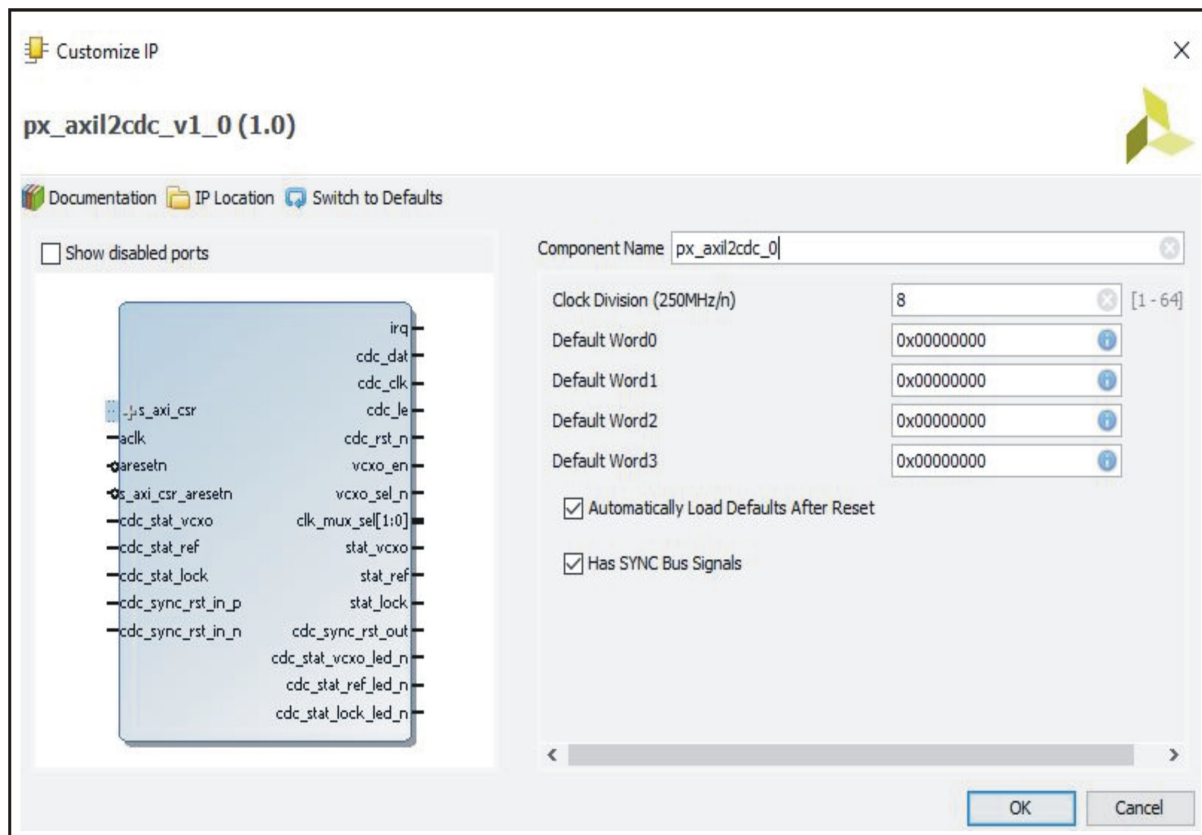 Customize IP
px_axil2cdc_v1_0 (1.0)
Documentation IP Location Switch to Defaults
Show disabled ports
irq
cdc_dat
cdc_clk
s_axi_csr cdc_le
aclk cdc_rst_n
aresetn vcxo_en
s_axi_csr_aresetn vcxo_sel_n
cdc_stat_vcxo clk_mux_sel[1:0]
cdc_stat_ref stat_vcxo
cdc_stat_lock stat_ref
cdc_sync_rst_in_p stat_lock
cdc_sync_rst_in_n cdc_sync_rst_out
cdc_stat_vcxo_led_n
cdc_stat_ref_led_n
cdc_stat_lock_led_n
Component Name px_axil2cdc_0
Clock Division (250MHz/n) 8 [1 - 64]
Default Word0 0x00000000
Default Word1 0x00000000
Default Word2 0x00000000
Default Word3 0x00000000
Automatically Load Defaults After Reset
Has SYNC Bus Signals
OK Cancel